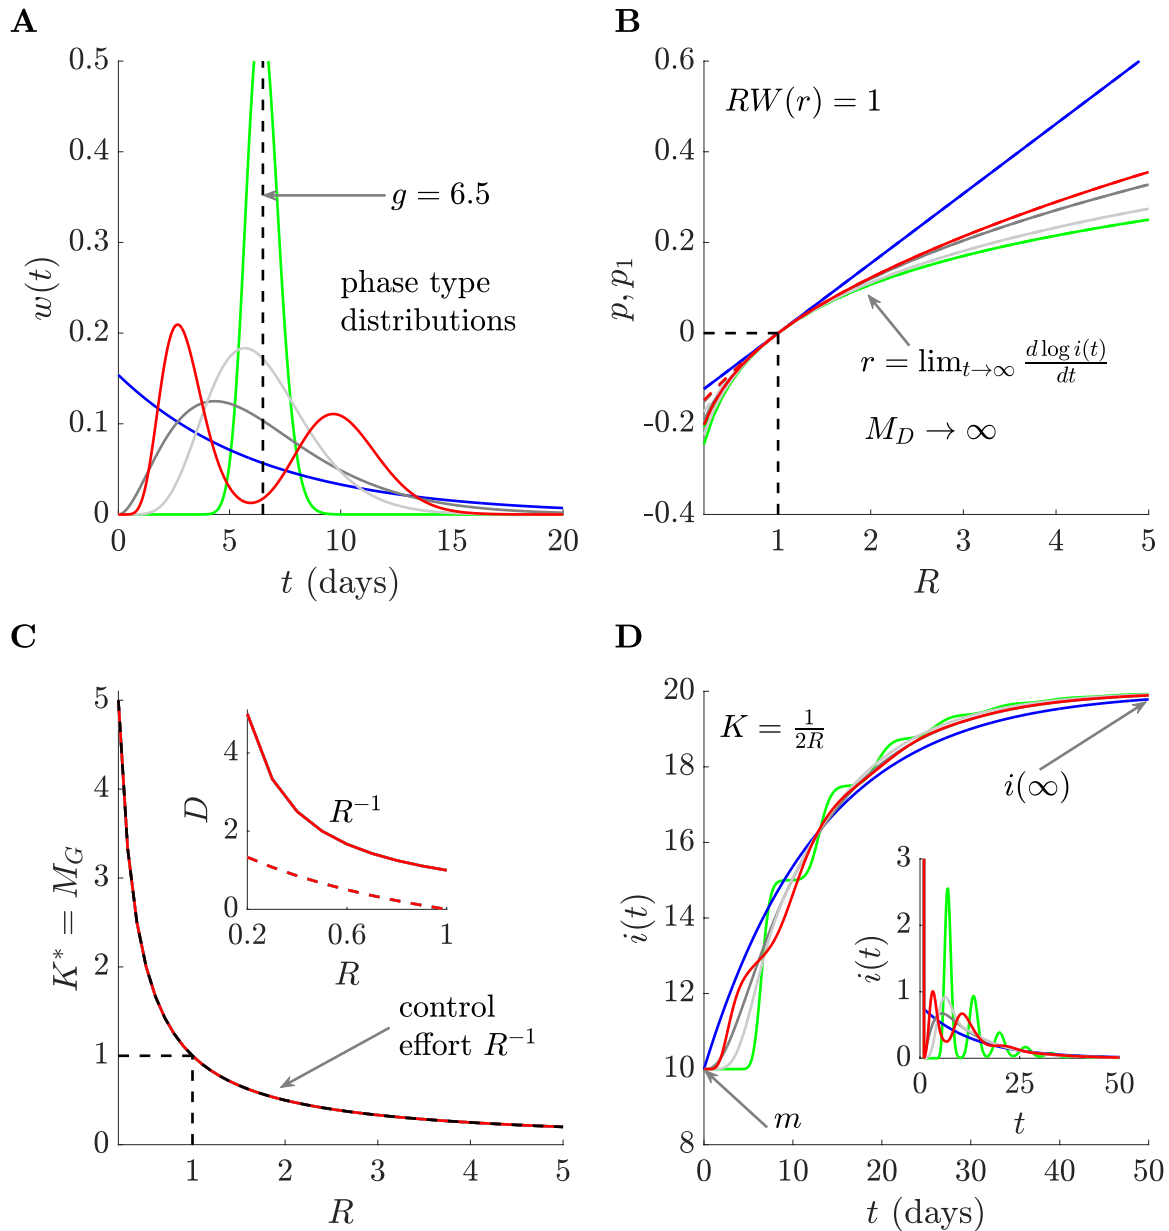 A
0.5
0.4
0.3
0.2
0.1
0
w(t)
g = 6.5
phase type
distributions
0 5 10 15 20
t (days)
B
0.6
0.4
0.2
0
-0.2
-0.4
p, p₁
RW(r) = 1
r = lim_{t→∞} \frac{d log i(t)}{dt}
M_D → ∞
1 2 3 4 5
R
C
5
4
3
2
1
0
K* = M_G
4
2
0
D
R⁻¹
0.2 0.6 1
R
control
effort R⁻¹
1 2 3 4 5
R
D
20
18
16
14
12
10
8
i(t)
K = \frac{1}{2R}
i(∞)
m
3
2
1
0
i(t)
0 25 50
t
0 10 20 30 40 50
t (days)